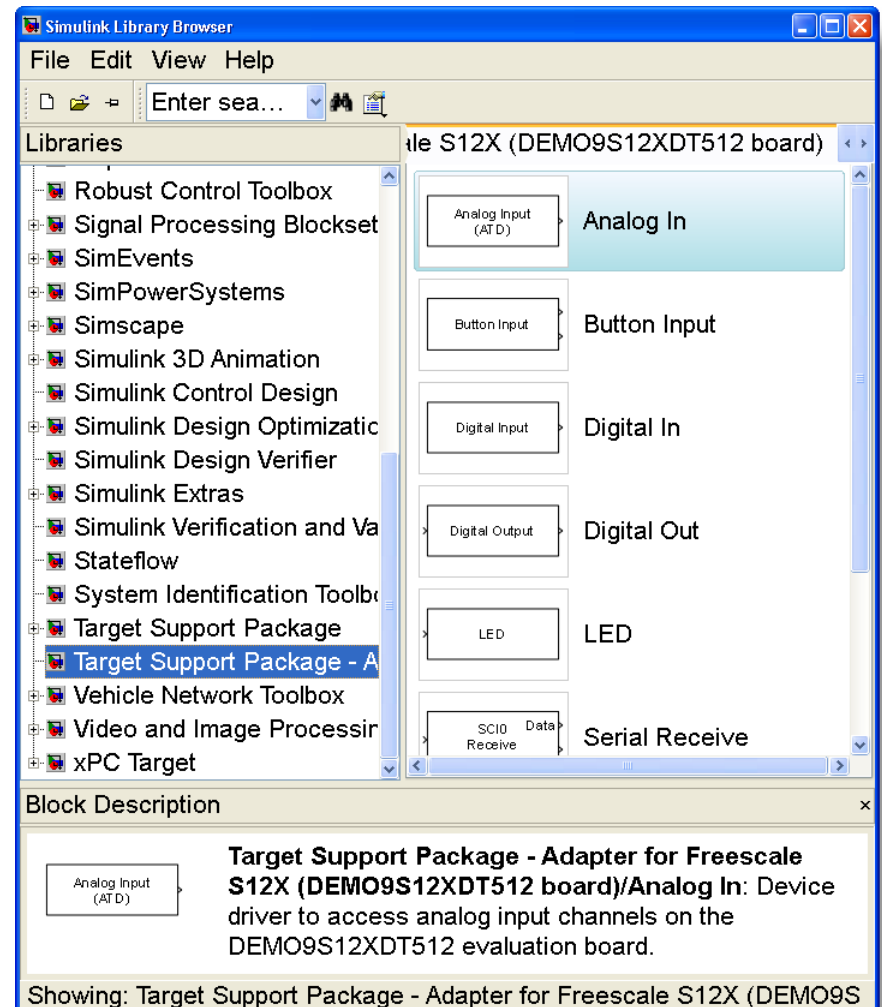 Simulink Library Browser
File Edit View Help
Enter sea...
Libraries
ale S12X (DEMO9S12XDT512 board)
Robust Control Toolbox
Signal Processing Blockset
SimEvents
SimPowerSystems
Simscape
Simulink 3D Animation
Simulink Control Design
Simulink Design Optimizatic
Simulink Design Verifier
Simulink Extras
Simulink Verification and Va
Stateflow
System Identification Toolbo
Target Support Package
Target Support Package - A
Vehicle Network Toolbox
Video and Image Processin
xPC Target
Analog Input
(ATD)
Analog In
Button Input
Button Input
Digital Input
Digital In
Digital Output
Digital Out
LED
LED
SCI0 Data
Receive
Serial Receive
Block Description
Analog Input
(ATD)
Target Support Package - Adapter for Freescale
S12X (DEMO9S12XDT512 board)/Analog In: Device
driver to access analog input channels on the
DEMO9S12XDT512 evaluation board.
Showing: Target Support Package - Adapter for Freescale S12X (DEMO9S